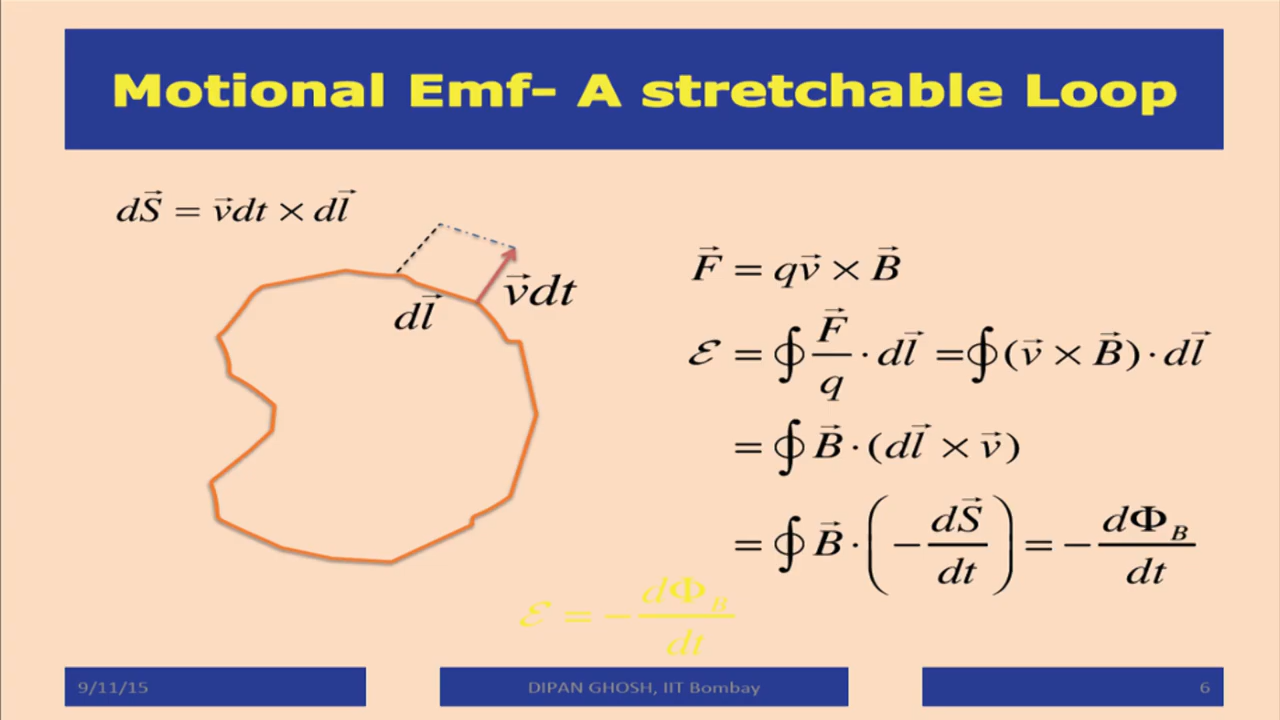 Motional Emf- A stretchable Loop
dS⃗ = v⃗dt × dl⃗
v⃗dt
dl⃗
F⃗ = qv⃗ × B⃗
ℰ = ∮ F⃗/q · dl⃗ = ∮(v⃗ × B⃗) · dl⃗
= ∮ B⃗ · (dl⃗ × v⃗)
= ∮ B⃗ · (− dS⃗/dt) = − dΦ_B/dt
ℰ = − dΦ_B/dt
9/11/15
DIPAN GHOSH, IIT Bombay
6